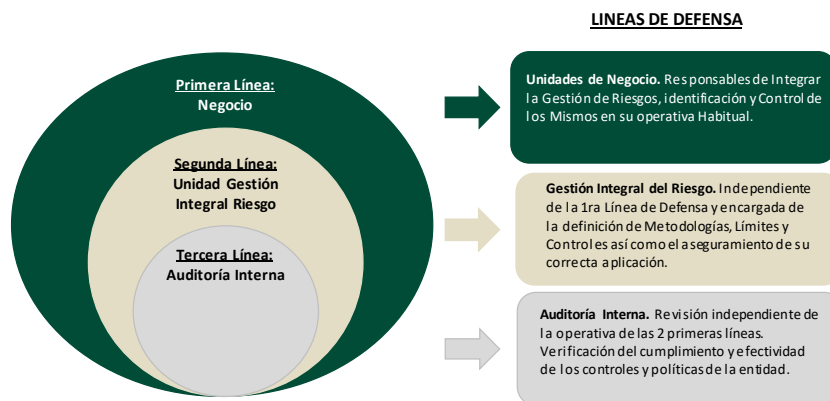 LINEAS DE DEFENSA
Primera Línea:
Negocio
Unidades de Negocio. Responsables de Integrar
la Gestión de Riesgos, identificación y Control de
los Mismos en su operativa Habitual.
Segunda Línea:
Unidad Gestión
Integral Riesgo
Gestión Integral del Riesgo. Independiente
de la 1ra Línea de Defensa y encargada de
la definición de Metodologías, Límites y
Controles así como el aseguramiento de su
correcta aplicación.
Tercera Línea:
Auditoría Interna
Auditoría Interna. Revisión independiente de
la operativa de las 2 primeras líneas.
Verificación del cumplimiento y efectividad
de los controles y políticas de la entidad.